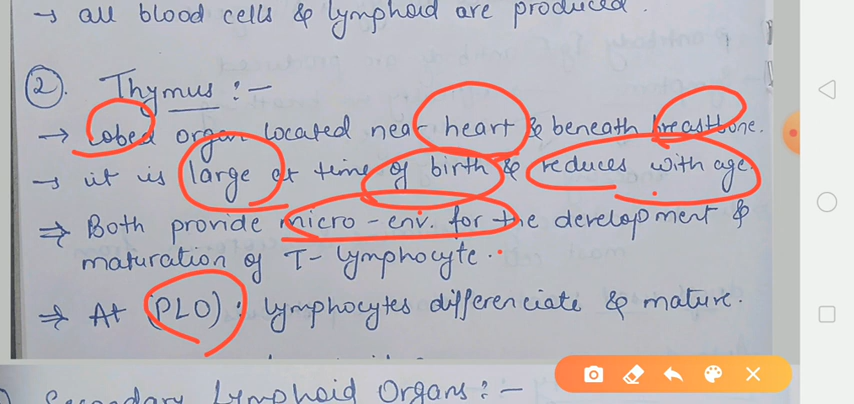 → all blood cells & lymphoid are produced.
② Thymus :-
→ Lobed organ located near heart & beneath breastbone.
→ it is large at time of birth & reduces with age.
⇒ Both provide micro-env. for the development &
maturation of T-lymphocyte.
⇒ At (PLO) : lymphocytes differenciate & mature.
Secondary Lymphoid Organs :-